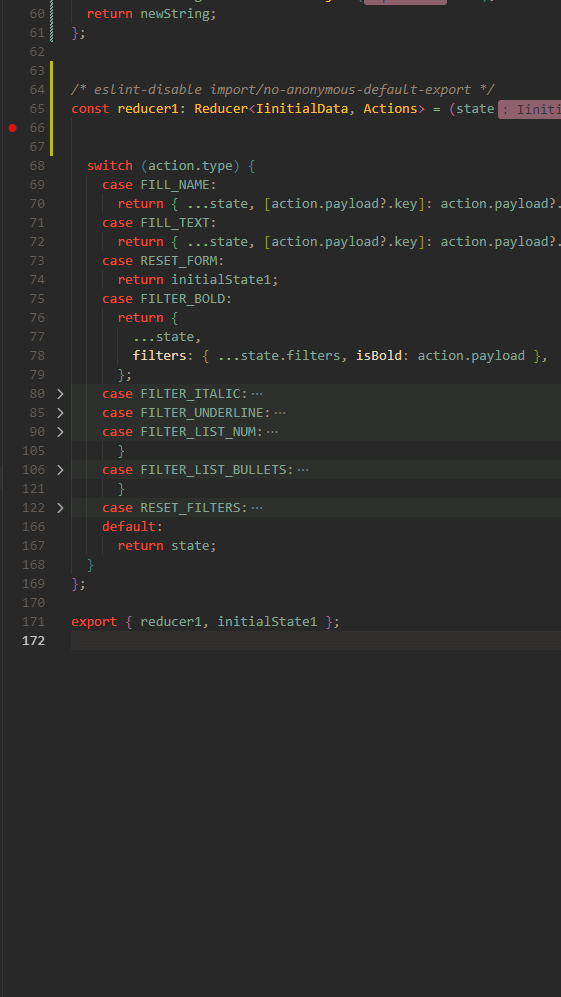 60 return newString;
61 };
62
63
64 /* eslint-disable import/no-anonymous-default-export */
65 const reducer1: Reducer<IInitialData, Actions> = (state : Iiniti
66
67
68 switch (action.type) {
69 case FILL_NAME:
70 return { ...state, [action.payload?.key]: action.payload?.
71 case FILL_TEXT:
72 return { ...state, [action.payload?.key]: action.payload?.
73 case RESET_FORM:
74 return initialState1;
75 case FILTER_BOLD:
76 return {
77 ...state,
78 filters: { ...state.filters, isBold: action.payload },
79 };
80 case FILTER_ITALIC: ···
85 case FILTER_UNDERLINE: ···
90 case FILTER_LIST_NUM: ···
105 }
106 case FILTER_LIST_BULLETS: ···
121 }
122 case RESET_FILTERS: ···
166 default:
167 return state;
168 }
169 };
170
171 export { reducer1, initialState1 };
172